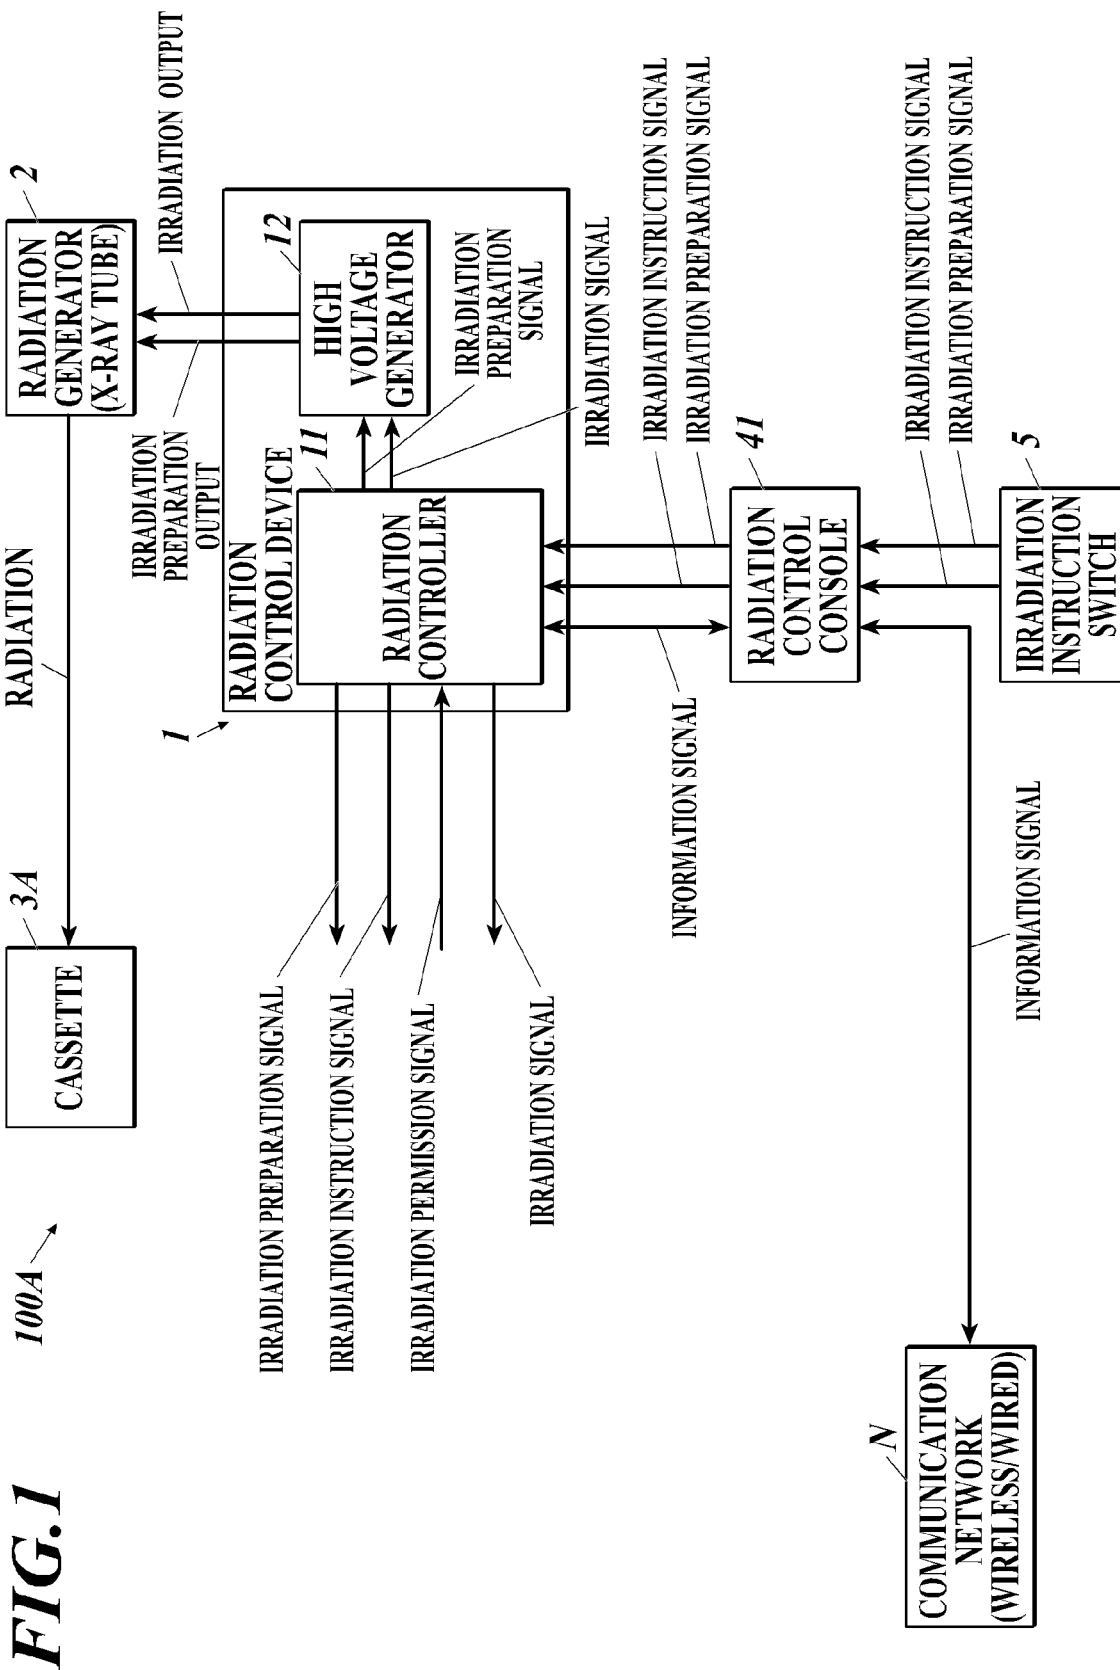 FIG.1
100A
CASSETTE
3A
RADIATION
RADIATION
GENERATOR
(X-RAY TUBE)
2
IRRADIATION
PREPARATION
OUTPUT
IRRADIATION OUTPUT
1
RADIATION
CONTROL DEVICE
11
RADIATION
CONTROLLER
12
HIGH
VOLTAGE
GENERATOR
IRRADIATION
PREPARATION
SIGNAL
IRRADIATION SIGNAL
IRRADIATION PREPARATION SIGNAL
IRRADIATION INSTRUCTION SIGNAL
IRRADIATION PERMISSION SIGNAL
IRRADIATION SIGNAL
INFORMATION SIGNAL
IRRADIATION INSTRUCTION SIGNAL
IRRADIATION PREPARATION SIGNAL
41
RADIATION
CONTROL
CONSOLE
IRRADIATION INSTRUCTION SIGNAL
IRRADIATION PREPARATION SIGNAL
N
COMMUNICATION
NETWORK
(WIRELESS/WIRED)
INFORMATION SIGNAL
5
IRRADIATION
INSTRUCTION
SWITCH